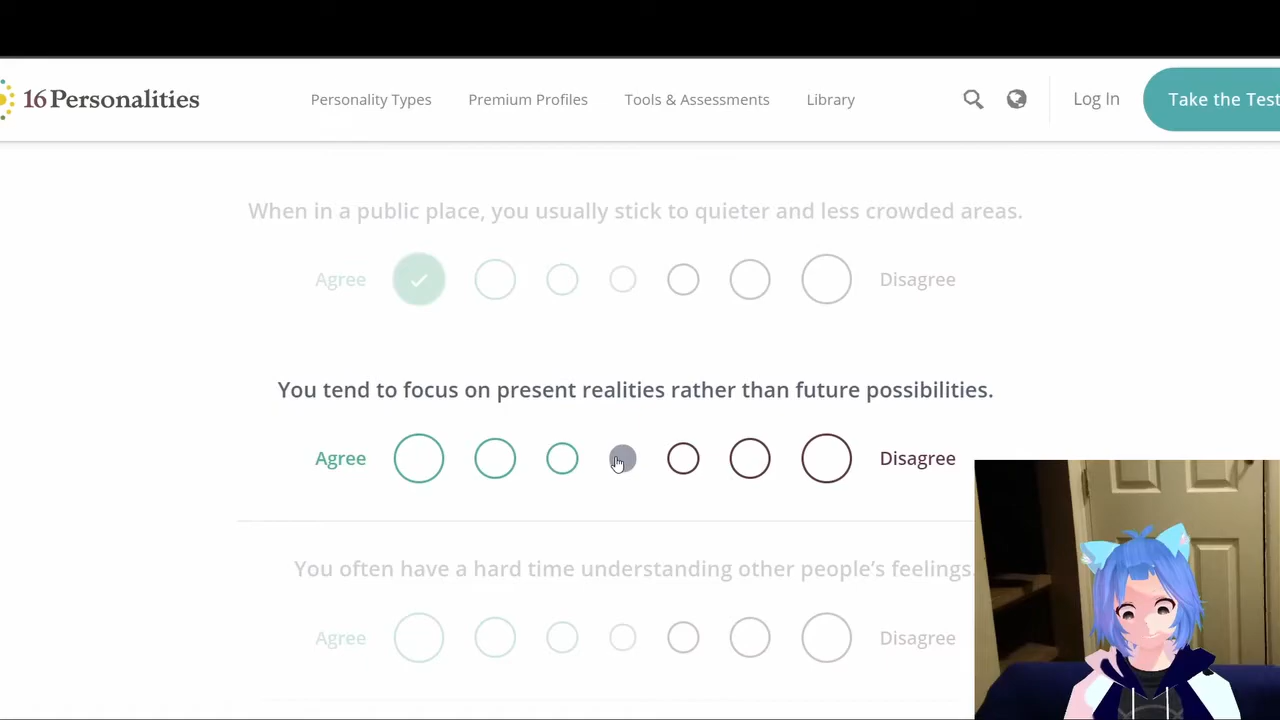 16Personalities
Personality Types
Premium Profiles
Tools & Assessments
Library
Log In
Take the Test
When in a public place, you usually stick to quieter and less crowded areas.
Agree
Disagree
You tend to focus on present realities rather than future possibilities.
Agree
Disagree
You often have a hard time understanding other people’s feelings.
Agree
Disagree